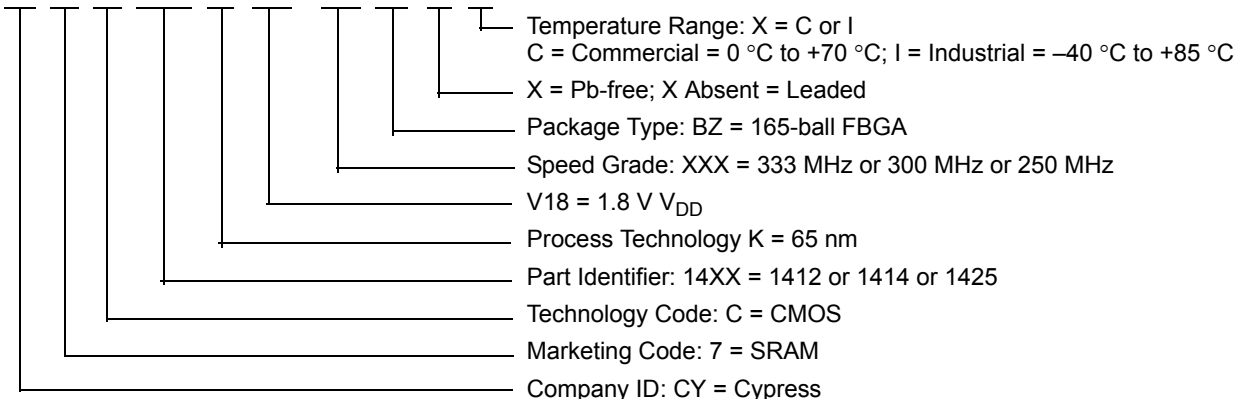 Temperature Range: X = C or I
C = Commercial = 0 °C to +70 °C; I = Industrial = –40 °C to +85 °C
X = Pb-free; X Absent = Leaded
Package Type: BZ = 165-ball FBGA
Speed Grade: XXX = 333 MHz or 300 MHz or 250 MHz
V18 = 1.8 V VDD
Process Technology K = 65 nm
Part Identifier: 14XX = 1412 or 1414 or 1425
Technology Code: C = CMOS
Marketing Code: 7 = SRAM
Company ID: CY = Cypress